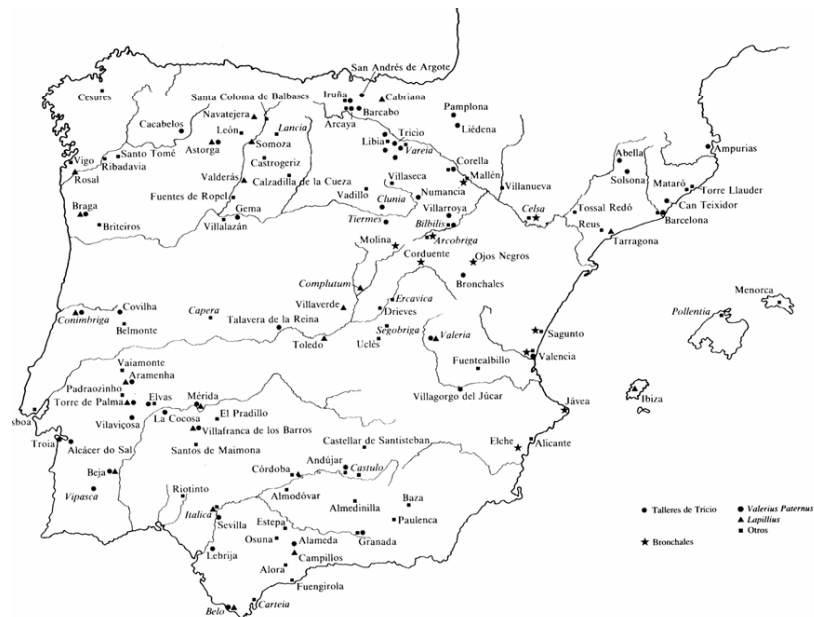 San Andrés de Argote
Cesures
Santa Coloma de Balbases
Iruña
Cabriana
Navatejera
Barcabo
Pamplona
Cacabelos
León
Lancia
Arcaya
Liédena
Astorga
Somoza
Tricio
Libia
Vareia
Abella
Ampurias
Vigo
Santo Tomé
Ribadavia
Castrogeriz
Corella
Rosal
Valderás
Calzadilla de la Cueza
Villaseca
Mallén
Solsona
Mataró
Torre Llauder
Villanueva
Vadillo
Numancia
Can Teixidor
Braga
Fuentes de Ropel
Clunia
Villarroya
Celsa
Tossal Redó
Barcelona
Gema
Tiermes
Bilbilis
Reus
Briteiros
Villalazán
Molina
Arcobriga
Tarragona
Corduente
Ojos Negros
Complutum
Bronchales
Menorca
Covilha
Capera
Villaverde
Ercavica
Pollentia
Conimbriga
Drieves
Belmonte
Talavera de la Reina
Segobriga
Valeria
Sagunto
Toledo
Uclés
Valencia
Vaiamonte
Fuentealbillo
Aramenha
Padraozinho
Villagorgo del Júcar
Ibiza
Torre de Palma
Elvas
Mérida
Jávea
sboa
La Cocosa
El Pradillo
Vilaviçosa
Villafranca de los Barros
Troia
Castellar de Santisteban
Elche
Alicante
Alcácer do Sal
Santos de Maimona
Andújar
Beja
Córdoba
Castulo
Vipasca
Riotinto
Almodóvar
Baza
Almedinilla
Italica
Paulenca
Talleres de Tricio
Valerius Paternus
Sevilla
Estepa
Lapillius
Osuna
Otros
Lebrija
Alameda
Granada
Bronchales
Campillos
Alora
Fuengirola
Belo
Carteia